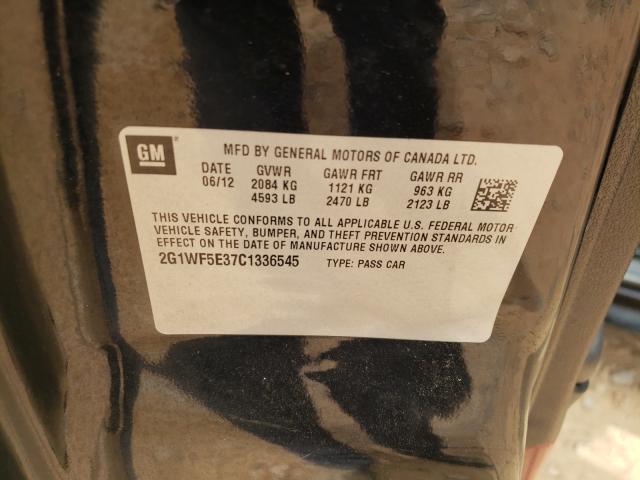 GM
MFD BY GENERAL MOTORS OF CANADA LTD.
DATE GVWR GAWR FRT GAWR RR
06/12 2084 KG 1121 KG 963 KG
4593 LB 2470 LB 2123 LB
THIS VEHICLE CONFORMS TO ALL APPLICABLE U.S. FEDERAL MOTOR
VEHICLE SAFETY, BUMPER, AND THEFT PREVENTION STANDARDS IN
EFFECT ON THE DATE OF MANUFACTURE SHOWN ABOVE.
2G1WF5E37C1336545 TYPE: PASS CAR